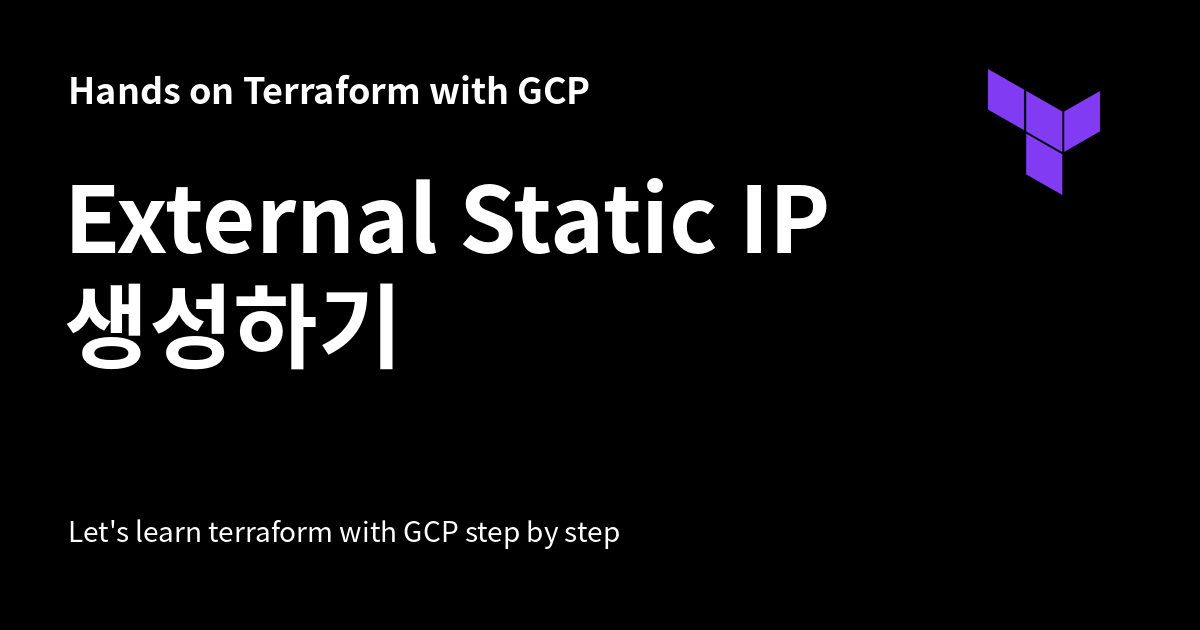 Hands on Terraform with GCP
External Static IP
생성하기
Let's learn terraform with GCP step by step